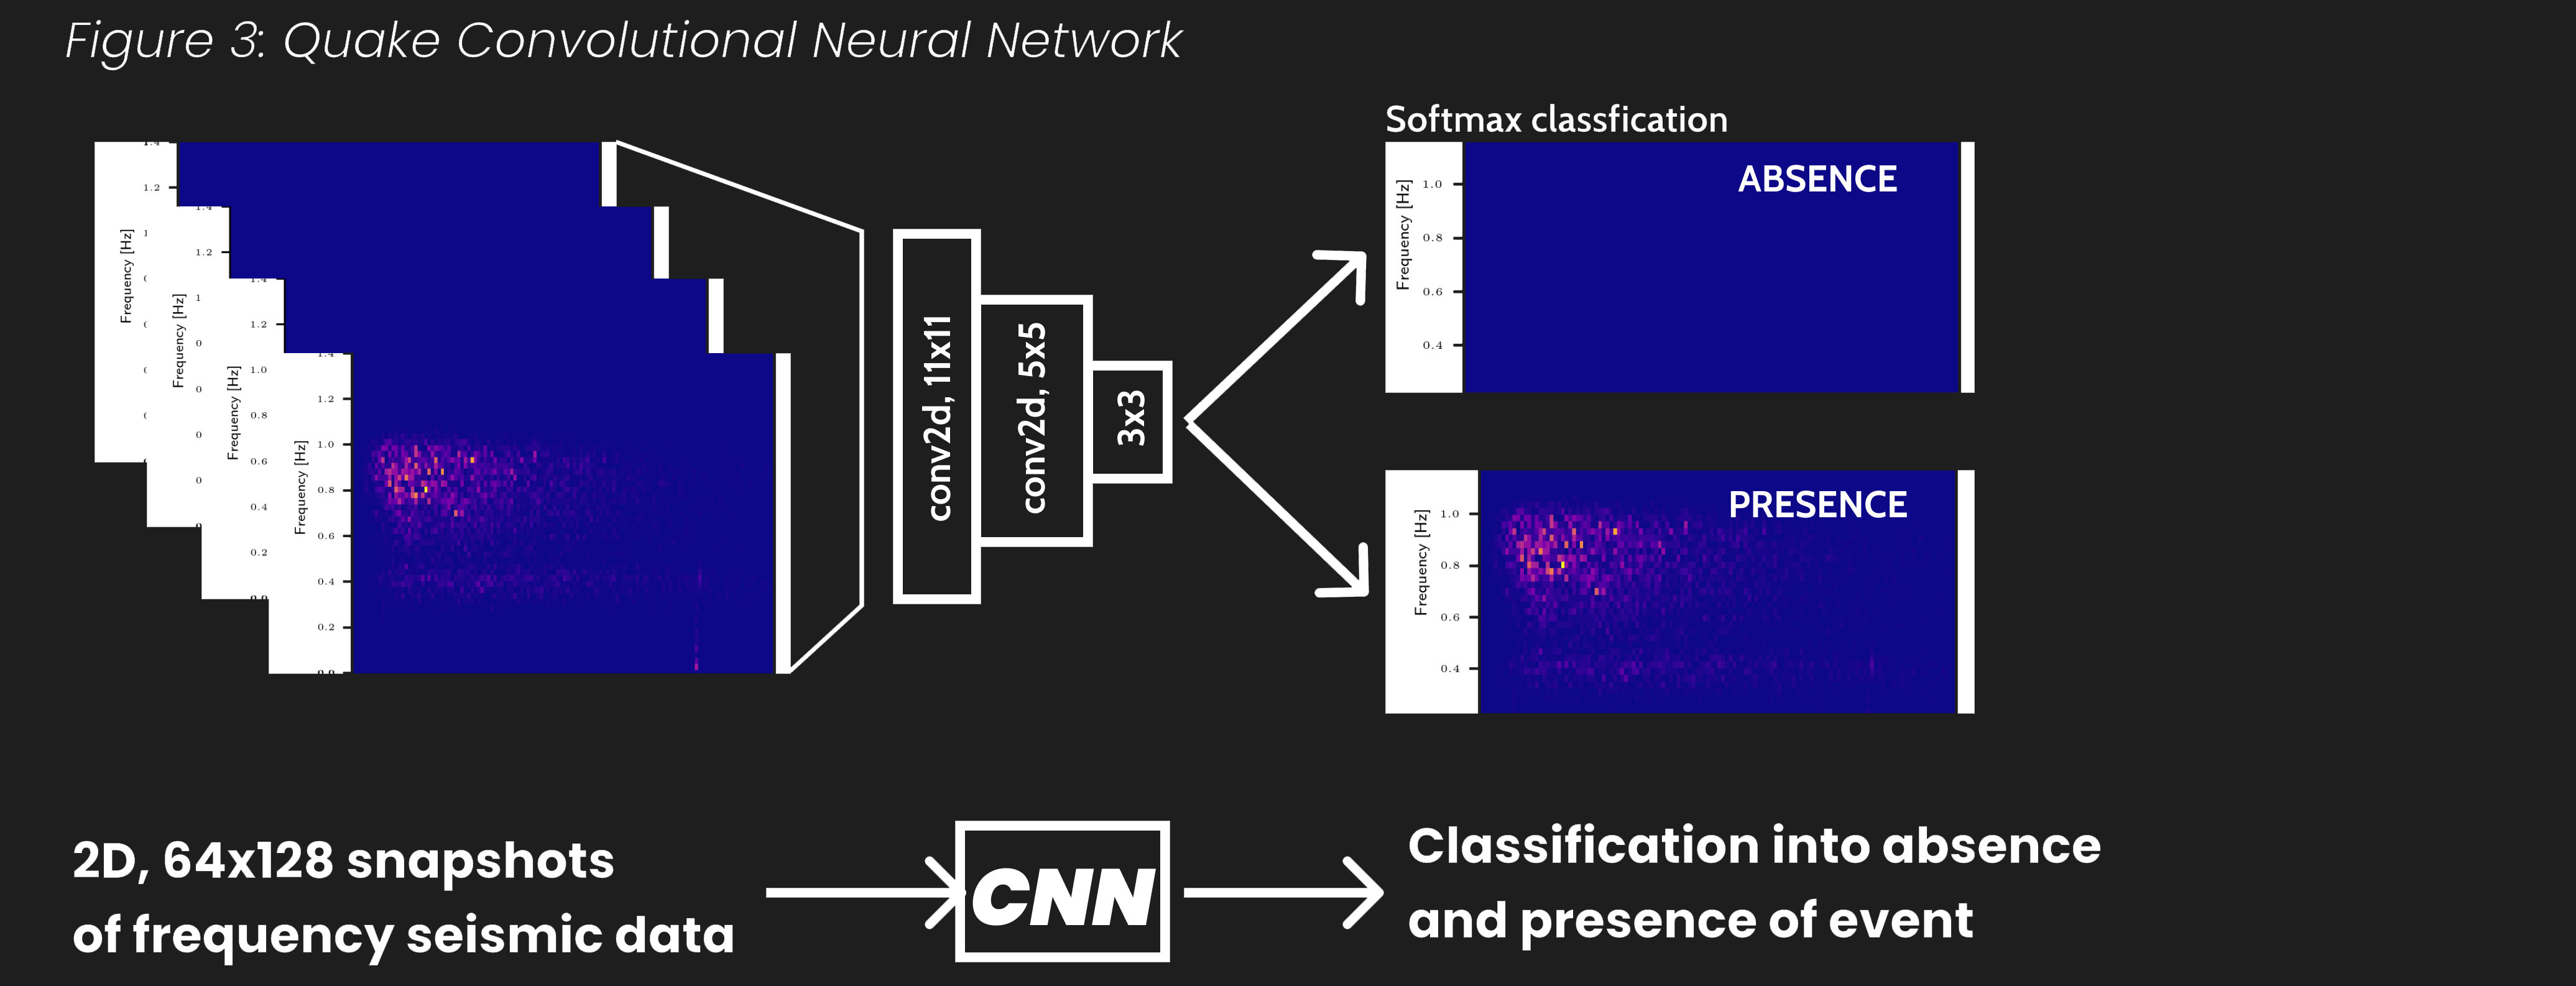 Figure 3: Quake Convolutional Neural Network
Softmax classfication
1.4
1.2
Frequency [Hz]
1.4
1.2
Frequency [Hz]
1.4
1.2
1.0
0.8
0.6
0.4
0.2
0.0
Frequency [Hz]
1.4
1.2
1.0
0.8
0.6
0.4
0.2
0.0
Frequency [Hz]
conv2d, 11x11
conv2d, 5x5
3x3
ABSENCE
Frequency [Hz]
1.0
0.8
0.6
0.4
PRESENCE
Frequency [Hz]
1.0
0.8
0.6
0.4
2D, 64x128 snapshots
of frequency seismic data
CNN
Classification into absence
and presence of event